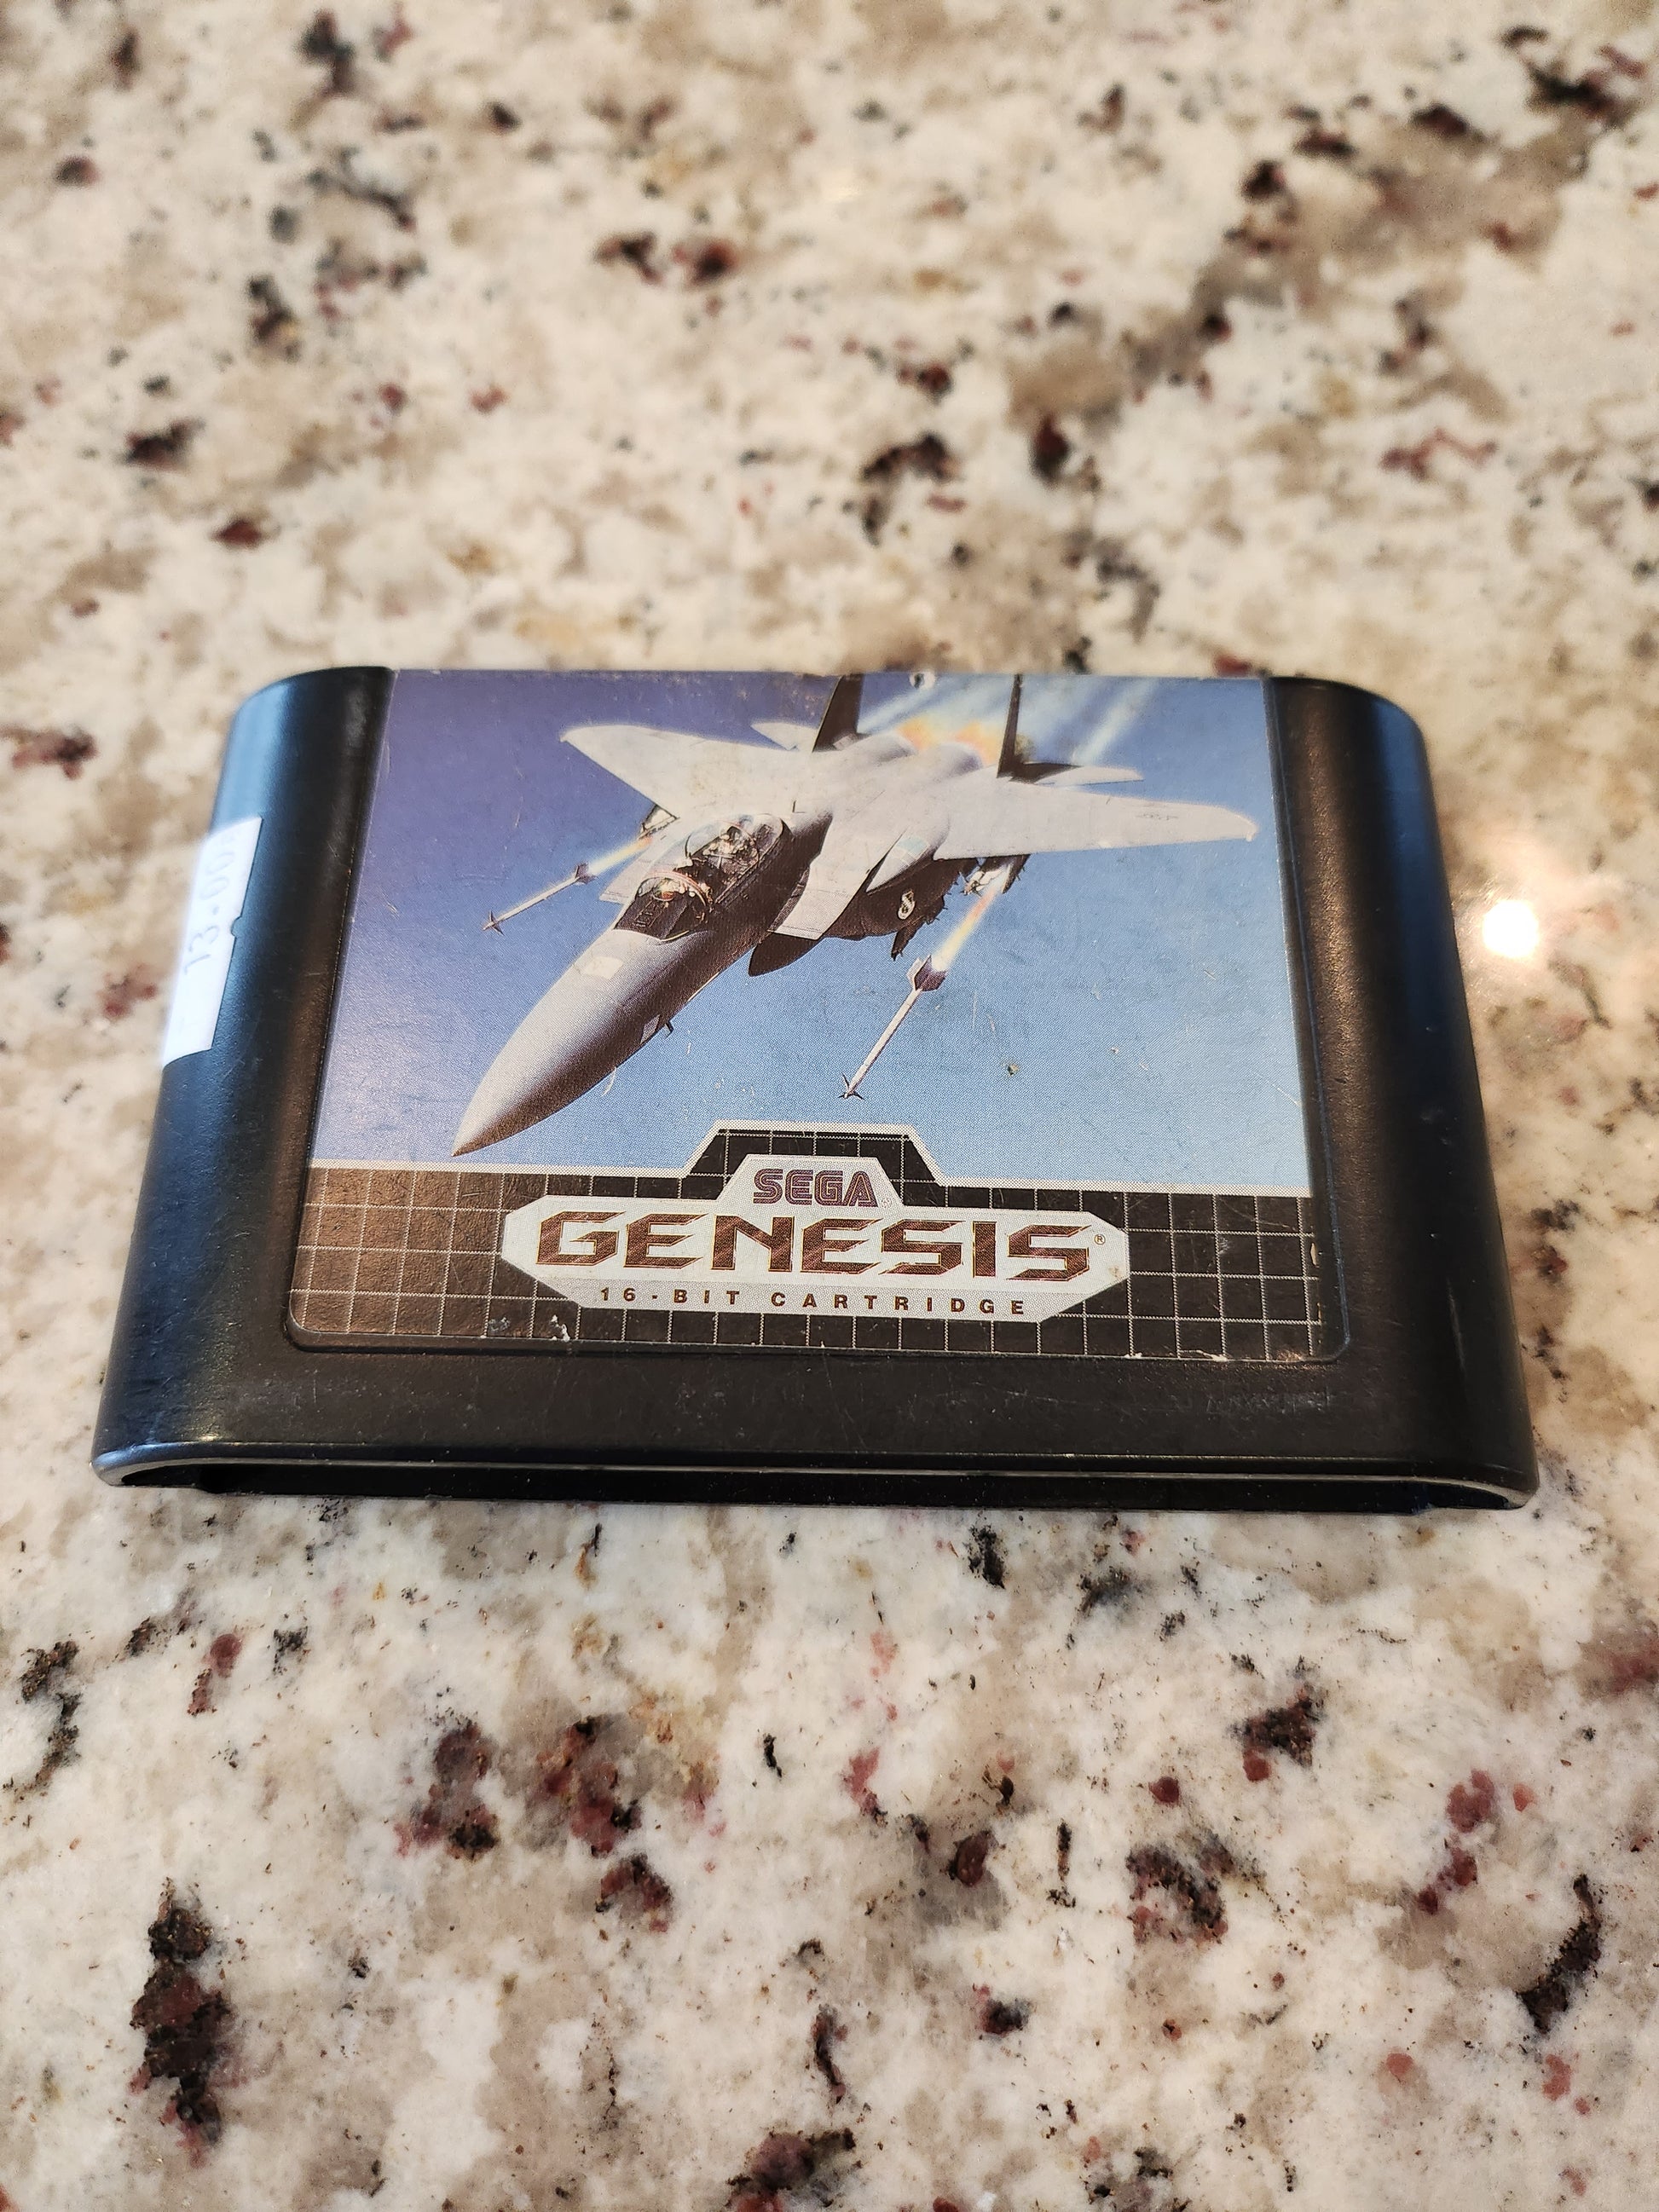 SEGA®
GENESIS®
16-BIT CARTRIDGE